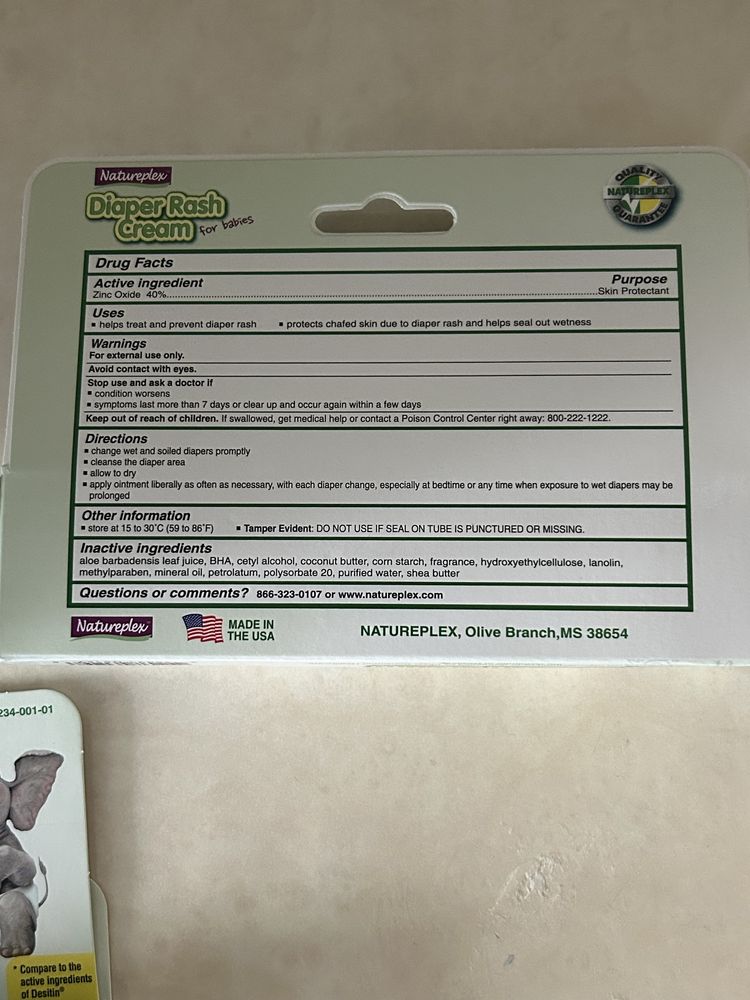 Natureplex
Diaper Rash
Cream for babies
QUALITY
NATUREPLEX
GUARANTEE
Drug Facts
Active ingredient Purpose
Zinc Oxide 40%..............................................................................................................Skin Protectant
Uses
▪ helps treat and prevent diaper rash ▪ protects chafed skin due to diaper rash and helps seal out wetness
Warnings
For external use only.
Avoid contact with eyes.
Stop use and ask a doctor if
▪ condition worsens
▪ symptoms last more than 7 days or clear up and occur again within a few days
Keep out of reach of children. If swallowed, get medical help or contact a Poison Control Center right away: 800-222-1222.
Directions
▪ change wet and soiled diapers promptly
▪ cleanse the diaper area
▪ allow to dry
▪ apply ointment liberally as often as necessary, with each diaper change, especially at bedtime or any time when exposure to wet diapers may be
prolonged
Other information
▪ store at 15 to 30˚C (59 to 86˚F) ▪ Tamper Evident: DO NOT USE IF SEAL ON TUBE IS PUNCTURED OR MISSING.
Inactive ingredients
aloe barbadensis leaf juice, BHA, cetyl alcohol, coconut butter, corn starch, fragrance, hydroxyethylcellulose, lanolin,
methylparaben, mineral oil, petrolatum, polysorbate 20, purified water, shea butter
Questions or comments? 866-323-0107 or www.natureplex.com
Natureplex™
MADE IN
THE USA
NATUREPLEX, Olive Branch,MS 38654
234-001-01
* Compare to the
active ingredients
of Desitin®